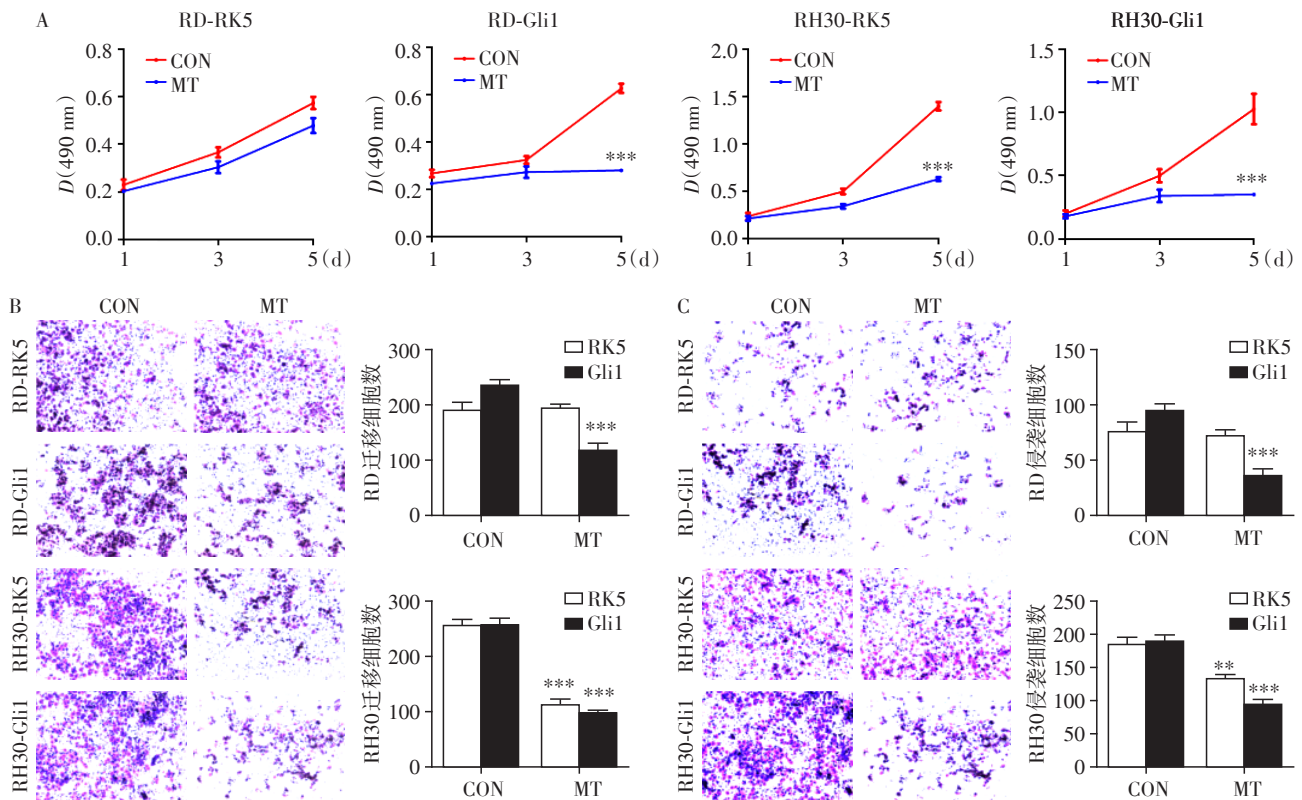 A
RD-RK5
RD-Gli1
RH30-RK5
RH30-Gli1
0.8
0.6
0.4
0.2
0.0
D(490 nm)
CON
MT
1
3
5(d)
0.8
0.6
0.4
0.2
0.0
D(490 nm)
CON
MT
***
1
3
5(d)
2.0
1.5
1.0
0.5
0.0
D(490 nm)
CON
MT
***
1
3
5(d)
1.5
1.0
0.5
0.0
D(490 nm)
CON
MT
***
1
3
5(d)
B
CON
MT
RD-RK5
RD-Gli1
RH30-RK5
RH30-Gli1
300
200
100
0
RD迁移细胞数
RK5
Gli1
***
CON
MT
300
200
100
0
RH30迁移细胞数
RK5
Gli1
***
***
CON
MT
C
CON
MT
RD-RK5
RD-Gli1
RH30-RK5
RH30-Gli1
150
100
50
0
RD侵袭细胞数
RK5
Gli1
***
CON
MT
250
200
150
100
50
0
RH30侵袭细胞数
RK5
Gli1
**
***
CON
MT